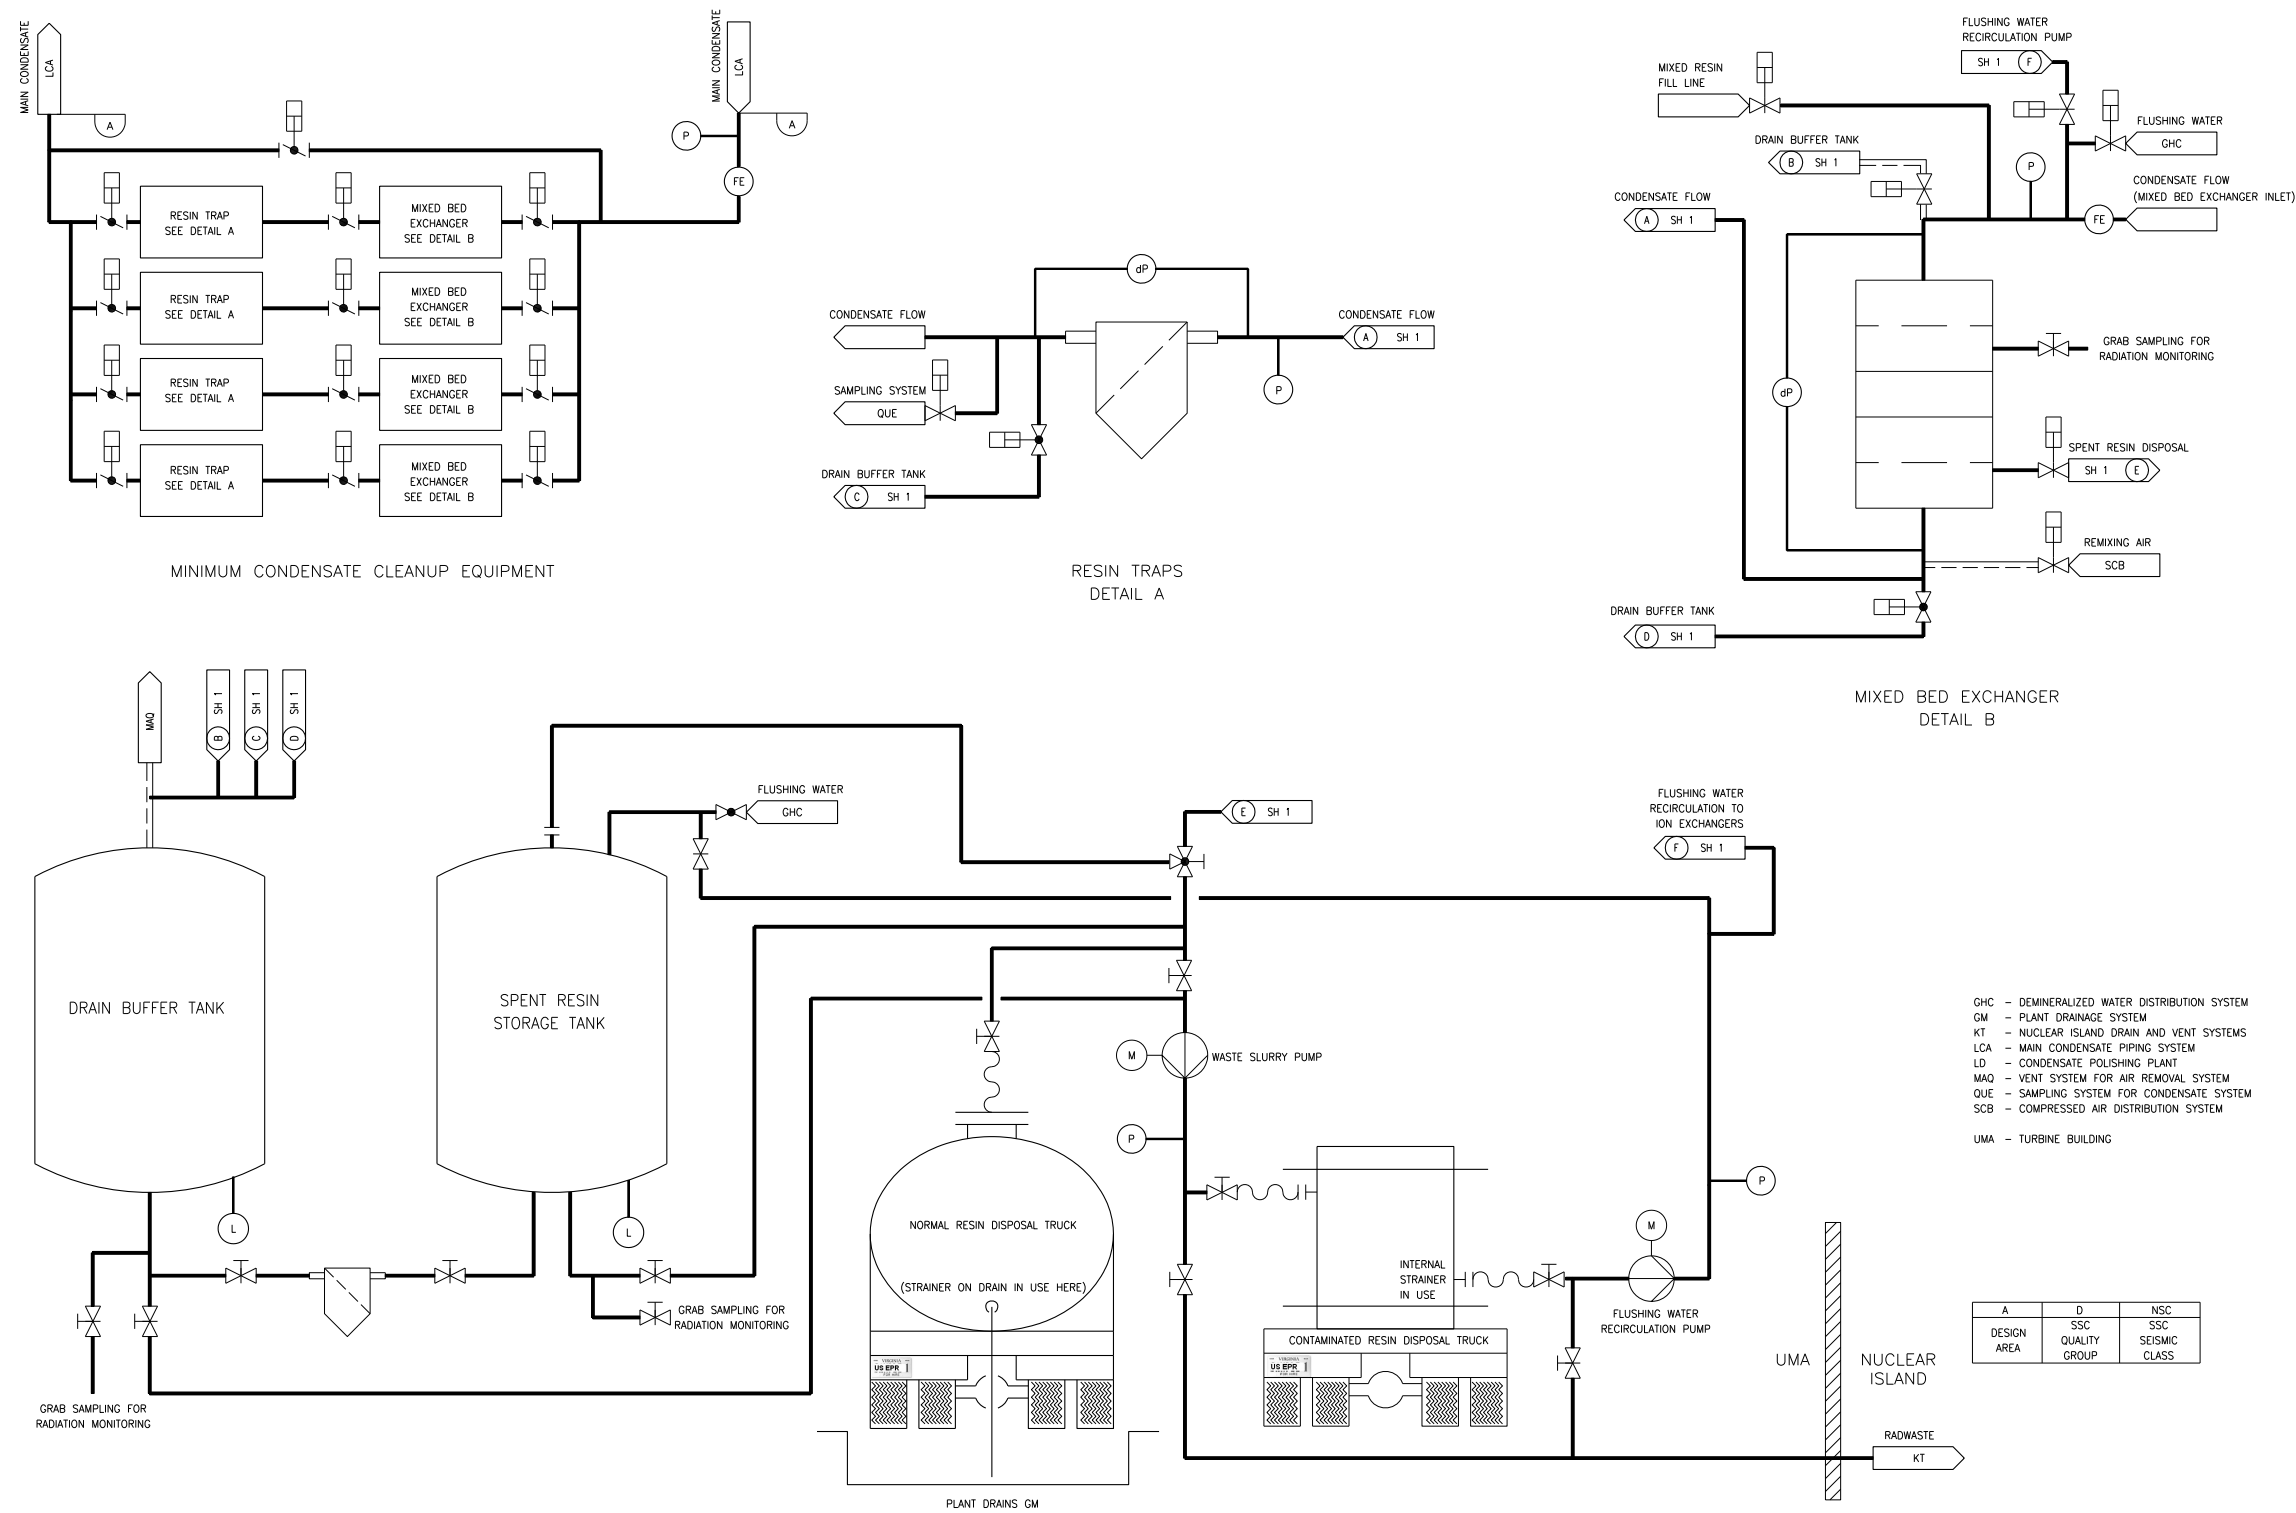 MAIN CONDENSATE
LCA
A
MAIN CONDENSATE
LCA
A
P
FE
RESIN TRAP
SEE DETAIL A
MIXED BED
EXCHANGER
SEE DETAIL B
RESIN TRAP
SEE DETAIL A
MIXED BED
EXCHANGER
SEE DETAIL B
RESIN TRAP
SEE DETAIL A
MIXED BED
EXCHANGER
SEE DETAIL B
RESIN TRAP
SEE DETAIL A
MIXED BED
EXCHANGER
SEE DETAIL B
MINIMUM CONDENSATE CLEANUP EQUIPMENT
dP
CONDENSATE FLOW
CONDENSATE FLOW
A SH 1
SAMPLING SYSTEM
QUE
P
DRAIN BUFFER TANK
C SH 1
RESIN TRAPS
DETAIL A
FLUSHING WATER
RECIRCULATION PUMP
SH 1 F
MIXED RESIN
FILL LINE
FLUSHING WATER
GHC
DRAIN BUFFER TANK
B SH 1
P
CONDENSATE FLOW
(MIXED BED EXCHANGER INLET)
FE
CONDENSATE FLOW
A SH 1
GRAB SAMPLING FOR
RADIATION MONITORING
dP
SPENT RESIN DISPOSAL
SH 1 E
REMIXING AIR
SCB
DRAIN BUFFER TANK
D SH 1
MIXED BED EXCHANGER
DETAIL B
MAQ
B SH 1
C SH 1
D SH 1
FLUSHING WATER
GHC
E SH 1
FLUSHING WATER
RECIRCULATION TO
ION EXCHANGERS
F SH 1
DRAIN BUFFER TANK
SPENT RESIN
STORAGE TANK
M
WASTE SLURRY PUMP
P
L
L
NORMAL RESIN DISPOSAL TRUCK
(STRAINER ON DRAIN IN USE HERE)
GRAB SAMPLING FOR
RADIATION MONITORING
GRAB SAMPLING FOR
RADIATION MONITORING
VIRGINIA
US EPR
1
PLANT DRAINS GM
INTERNAL
STRAINER
IN USE
CONTAMINATED RESIN DISPOSAL TRUCK
VIRGINIA
US EPR
1
M
FLUSHING WATER
RECIRCULATION PUMP
P
UMA
NUCLEAR
ISLAND
RADWASTE
KT
GHC – DEMINERALIZED WATER DISTRIBUTION SYSTEM
GM – PLANT DRAINAGE SYSTEM
KT – NUCLEAR ISLAND DRAIN AND VENT SYSTEMS
LCA – MAIN CONDENSATE PIPING SYSTEM
LD – CONDENSATE POLISHING PLANT
MAQ – VENT SYSTEM FOR AIR REMOVAL SYSTEM
QUE – SAMPLING SYSTEM FOR CONDENSATE SYSTEM
SCB – COMPRESSED AIR DISTRIBUTION SYSTEM
UMA – TURBINE BUILDING
A D NSC
DESIGN
AREA
SSC
QUALITY
GROUP
SSC
SEISMIC
CLASS